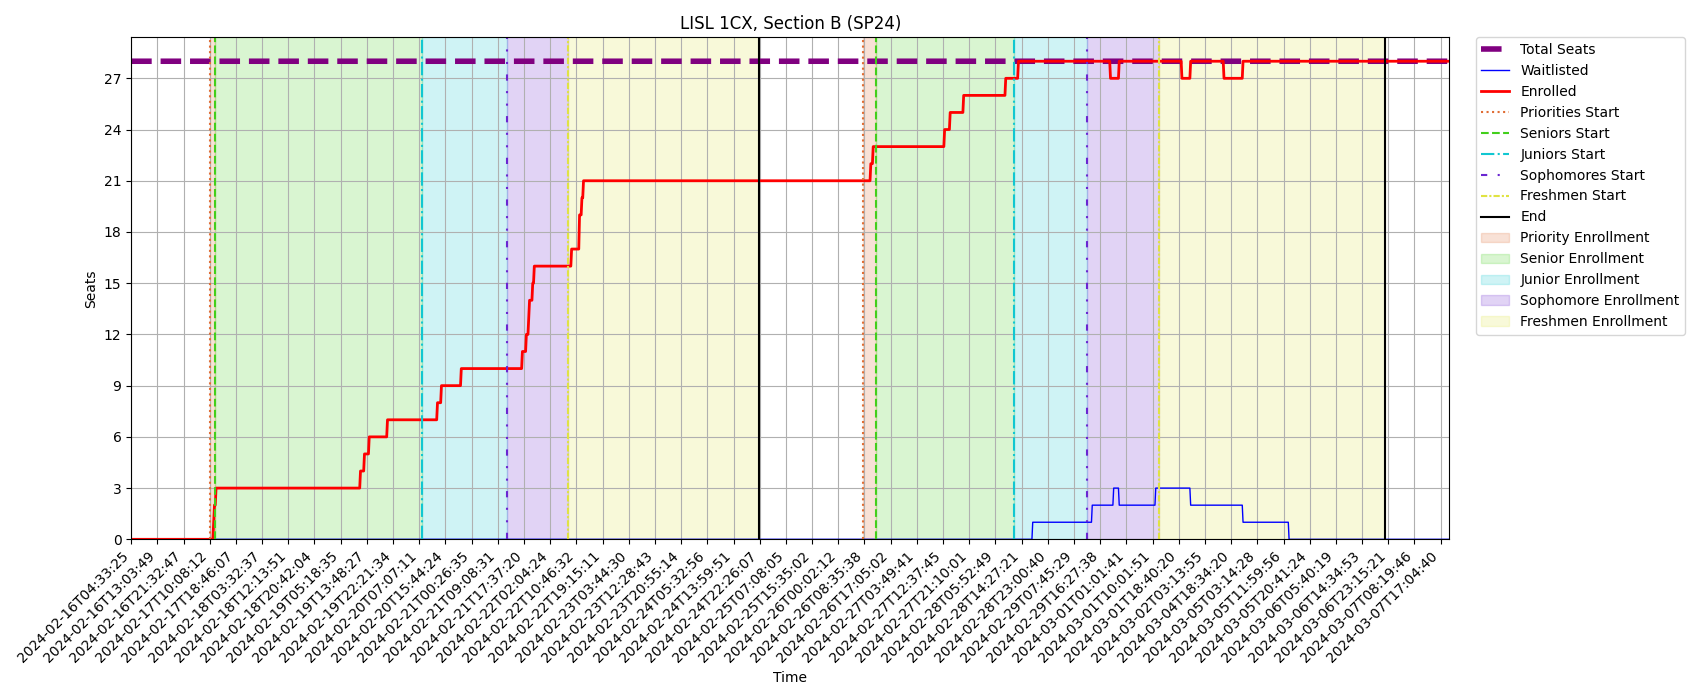 LISL 1CX, Section B (SP24)
Total Seats
Waitlisted
Enrolled
Priorities Start
Seniors Start
Juniors Start
Sophomores Start
Freshmen Start
End
Priority Enrollment
Senior Enrollment
Junior Enrollment
Sophomore Enrollment
Freshmen Enrollment
Seats
27
24
21
18
15
12
9
6
3
0
2024-02-16T04:33:25
2024-02-16T13:03:49
2024-02-16T21:32:47
2024-02-17T10:08:12
2024-02-17T18:46:07
2024-02-18T03:32:37
2024-02-18T12:13:51
2024-02-18T20:42:04
2024-02-19T05:18:35
2024-02-19T13:48:27
2024-02-19T22:21:34
2024-02-20T07:07:11
2024-02-20T15:44:24
2024-02-21T00:26:35
2024-02-21T09:08:31
2024-02-21T17:37:20
2024-02-22T02:04:24
2024-02-22T10:46:32
2024-02-22T19:15:11
2024-02-23T03:44:30
2024-02-23T12:28:43
2024-02-23T20:55:14
2024-02-24T05:32:56
2024-02-24T13:59:51
2024-02-24T22:26:07
2024-02-25T07:08:05
2024-02-25T15:35:02
2024-02-26T00:02:12
2024-02-26T08:35:38
2024-02-26T17:05:02
2024-02-27T03:49:41
2024-02-27T12:37:45
2024-02-27T21:10:01
2024-02-28T05:52:49
2024-02-28T14:27:21
2024-02-28T23:00:40
2024-02-29T07:45:29
2024-02-29T16:27:38
2024-03-01T01:01:41
2024-03-01T10:01:51
2024-03-01T18:40:20
2024-03-02T03:13:55
2024-03-04T18:34:20
2024-03-05T03:14:28
2024-03-05T11:59:56
2024-03-05T20:41:24
2024-03-06T05:40:19
2024-03-06T14:34:53
2024-03-06T23:15:21
2024-03-07T08:19:46
2024-03-07T17:04:40
Time